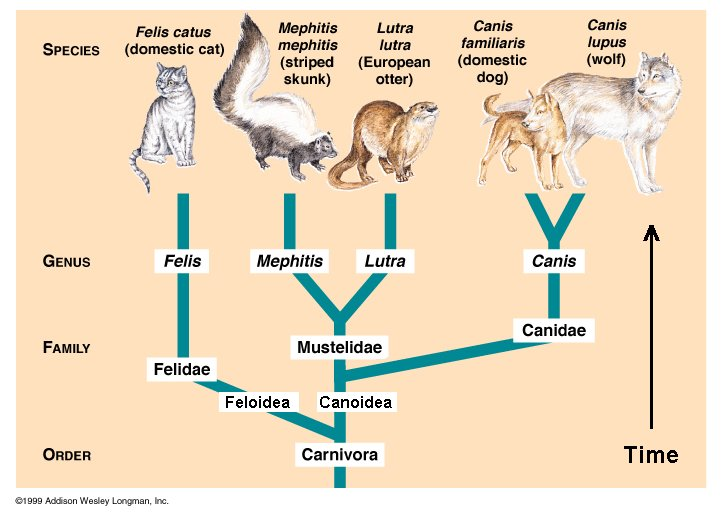 SPECIES
Felis catus
(domestic cat)
Mephitis
mephitis
(striped
skunk)
Lutra
lutra
(European
otter)
Canis
familiaris
(domestic
dog)
Canis
lupus
(wolf)
GENUS
Felis
Mephitis
Lutra
Canis
FAMILY
Felidae
Mustelidae
Canidae
Feloidea
Canoidea
ORDER
Carnivora
Time
©1999 Addison Wesley Longman, Inc.